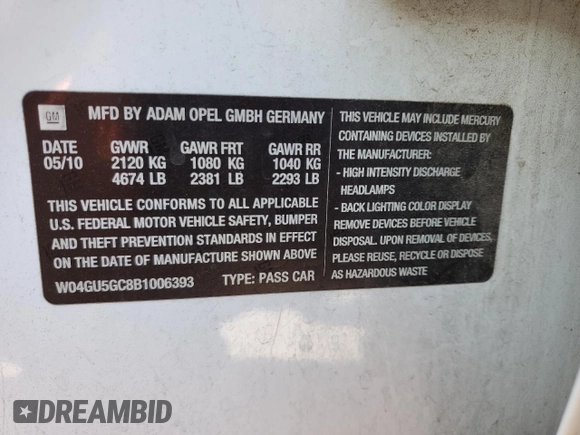 GM
MFD BY ADAM OPEL GMBH GERMANY
DATE GVWR GAWR FRT GAWR RR
05/10 2120 KG 1080 KG 1040 KG
4674 LB 2381 LB 2293 LB
THIS VEHICLE CONFORMS TO ALL APPLICABLE
U.S. FEDERAL MOTOR VEHICLE SAFETY, BUMPER
AND THEFT PREVENTION STANDARDS IN EFFECT
ON THE DATE OF MANUFACTURE SHOWN ABOVE
W04GU5GC8B1006393 TYPE: PASS CAR
THIS VEHICLE MAY INCLUDE MERCURY
CONTAINING DEVICES INSTALLED BY
THE MANUFACTURER:
- HIGH INTENSITY DISCHARGE
HEADLAMPS
- BACK LIGHTING COLOR DISPLAY
REMOVE DEVICES BEFORE VEHICLE
DISPOSAL. UPON REMOVAL OF DEVICES,
PLEASE REUSE, RECYCLE OR DISPOSE
AS HAZARDOUS WASTE
DREAMBID